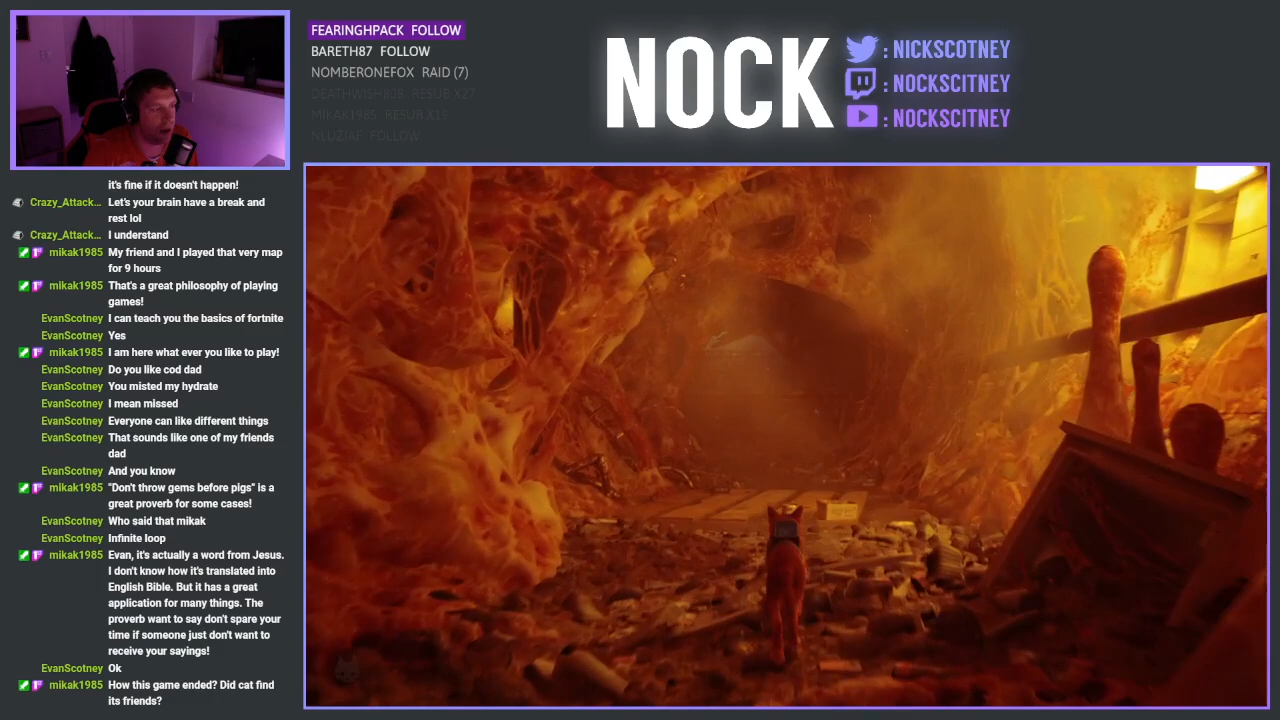 FEARINGHPACK FOLLOW
BARETH87 FOLLOW
NOMBERONEFOX RAID (7)
DEATHWISH808 RESUB X27
MIKAK1985 RESUB X19
NLUZIAF FOLLOW
NOCK
: NICKSCOTNEY
: NOCKSCITNEY
: NOCKSCITNEY
it's fine if it doesn't happen!
Crazy_Attack... Let's your brain have a break and
rest lol
Crazy_Attack... I understand
mikak1985 My friend and I played that very map
for 9 hours
mikak1985 That's a great philosophy of playing
games!
EvanScotney I can teach you the basics of fortnite
EvanScotney Yes
mikak1985 I am here what ever you like to play!
EvanScotney Do you like cod dad
EvanScotney You misted my hydrate
EvanScotney I mean missed
EvanScotney Everyone can like different things
EvanScotney That sounds like one of my friends
dad
EvanScotney And you know
mikak1985 "Don't throw gems before pigs" is a
great proverb for some cases!
EvanScotney Who said that mikak
EvanScotney Infinite loop
mikak1985 Evan, it's actually a word from Jesus.
I don't know how it's translated into
English Bible. But it has a great
application for many things. The
proverb want to say don't spare your
time if someone just don't want to
receive your sayings!
EvanScotney Ok
mikak1985 How this game ended? Did cat find
its friends?